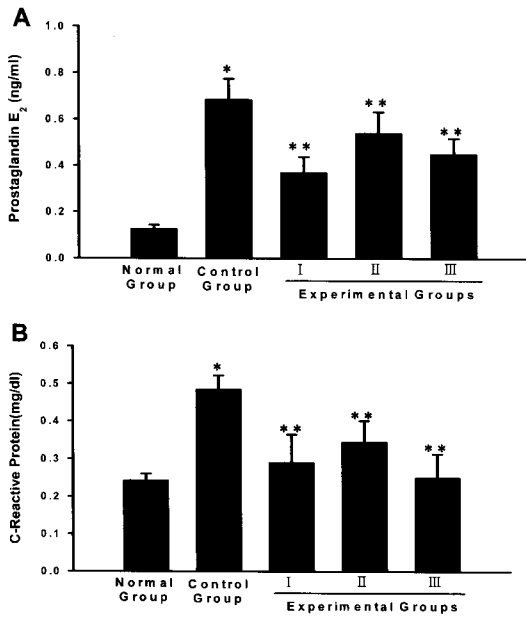 A
Prostaglandin E2 (ng/ml)
1.0
0.8
0.6
0.4
0.2
0.0
*
**
**
**
Normal Group
Control Group
I
II
III
Experimental Groups
B
C-Reactive Protein(mg/dl)
0.6
0.5
0.4
0.3
0.2
0.1
0.0
*
**
**
**
Normal Group
Control Group
I
II
III
Experimental Groups